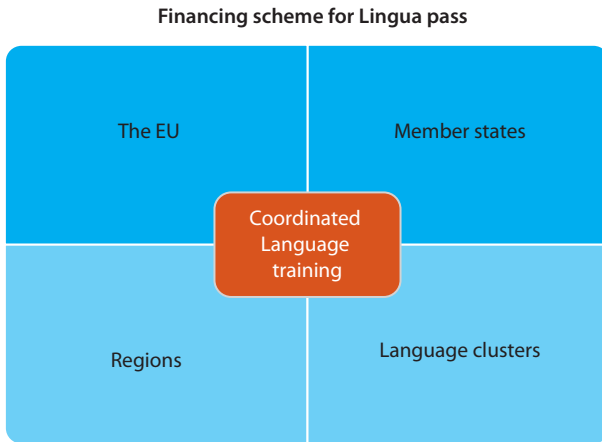 Financing scheme for Lingua pass
The EU
Member states
Coordinated
Language
training
Regions
Language clusters